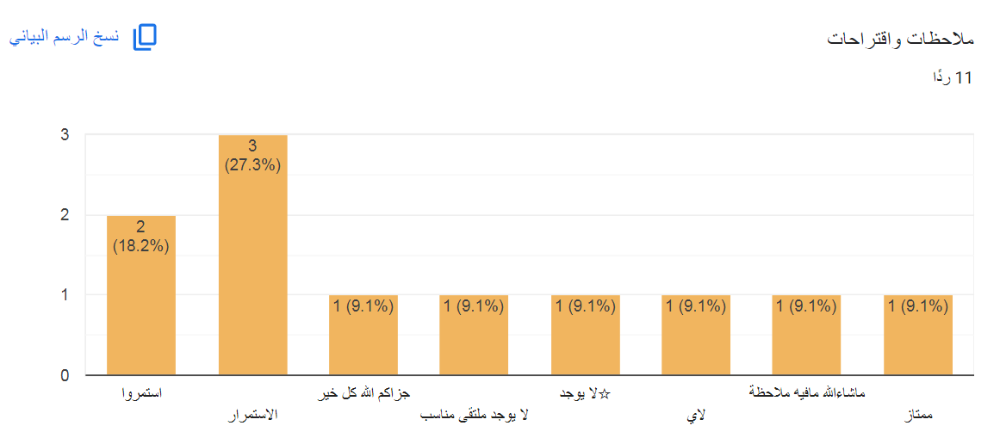 ملاحظات واقتراحات
نسخ الرسم البياني
11 ردًا
3
2
1
0
2
(18.2%)
3
(27.3%)
1 (9.1%)
1 (9.1%)
1 (9.1%)
1 (9.1%)
1 (9.1%)
1 (9.1%)
استمروا
الاستمرار
جزاكم الله كل خير
لا يوجد ملتقى مناسب
☆لا يوجد
لاي
ماشاءالله مافيه ملاحظة
ممتاز